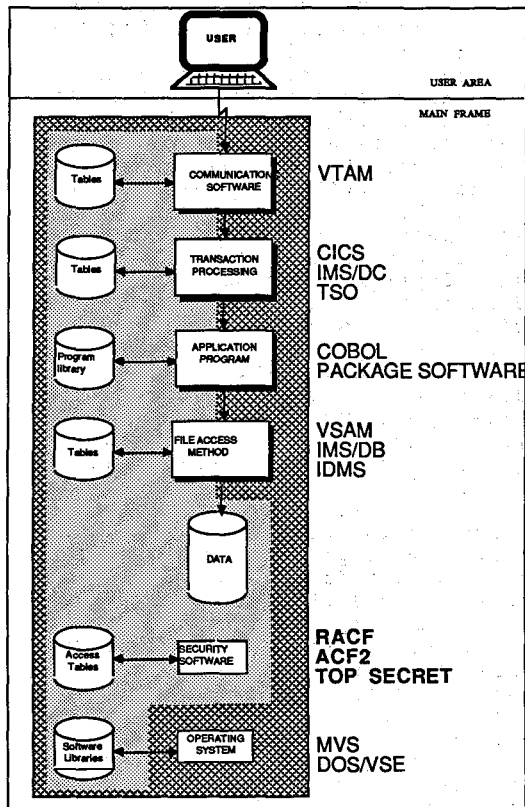 USER
USER AREA
MAIN FRAME
Tables
COMMUNICATION
SOFTWARE
VTAM
Tables
TRANSACTION
PROCESSING
CICS
IMS/DC
TSO
Program
library
APPLICATION
PROGRAM
COBOL
PACKAGE SOFTWARE
Tables
FILE ACCESS
METHOD
VSAM
IMS/DB
IDMS
DATA
Access
Tables
SECURITY
SOFTWARE
RACF
ACF2
TOP SECRET
Software
Libraries
OPERATING
SYSTEM
MVS
DOS/VSE